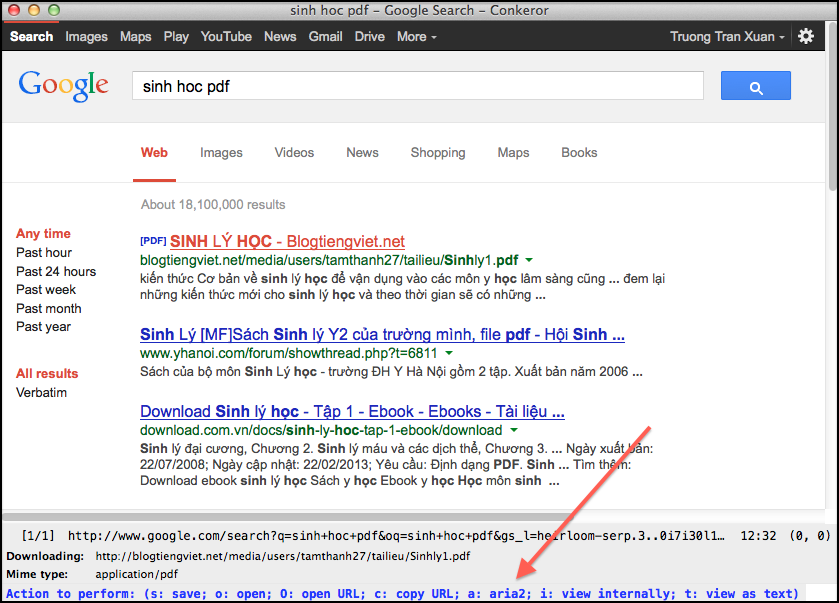 sinh hoc pdf – Google Search – Conkeror
Search Images Maps Play YouTube News Gmail Drive More Truong Tran Xuan
Google sinh hoc pdf
Web Images Videos News Shopping Maps Books
About 18,100,000 results
Any time
Past hour
Past 24 hours
Past week
Past month
Past year
All results
Verbatim
[PDF] SINH LÝ HỌC - Blogtiengviet.net
blogtiengviet.net/media/users/tamthanh27/tailieu/Sinhly1.pdf
kiến thức Cơ bản về sinh lý học để vận dụng vào các môn y học lâm sàng cũng ... đem lại
những kiến thức mới cho sinh lý học và theo thời gian sẽ có những ...
Sinh Lý [MF]Sách Sinh lý Y2 của trường mình, file pdf - Hội Sinh ...
www.yhanoi.com/forum/showthread.php?t=6811
Sách của bộ môn Sinh Lý học - trường ĐH Y Hà Nội gồm 2 tập. Xuất bản năm 2006 ...
Download Sinh lý học - Tập 1 - Ebook - Ebooks - Tài liệu ...
download.com.vn/docs/sinh-ly-hoc-tap-1-ebook/download
Sinh lý đại cương, Chương 2. Sinh lý máu và các dịch thể, Chương 3. ... Ngày xuất bản:
22/07/2008; Ngày cập nhật: 22/02/2013; Yêu cầu: Định dạng PDF. Sinh ... Tìm thêm:
Download ebook sinh lý học Sách y học Ebook y học Học môn sinh ...
[1/1] http://www.google.com/search?q=sinh+hoc+pdf&oq=sinh+hoc+pdf&gs_l=heirloom-serp.3..0i7i30l1… 12:32 (0, 0)
Downloading: http://blogtiengviet.net/media/users/tamthanh27/tailieu/Sinhly1.pdf
Mime type: application/pdf
Action to perform: (s: save; o: open; O: open URL; c: copy URL; a: aria2; i: view internally; t: view as text)